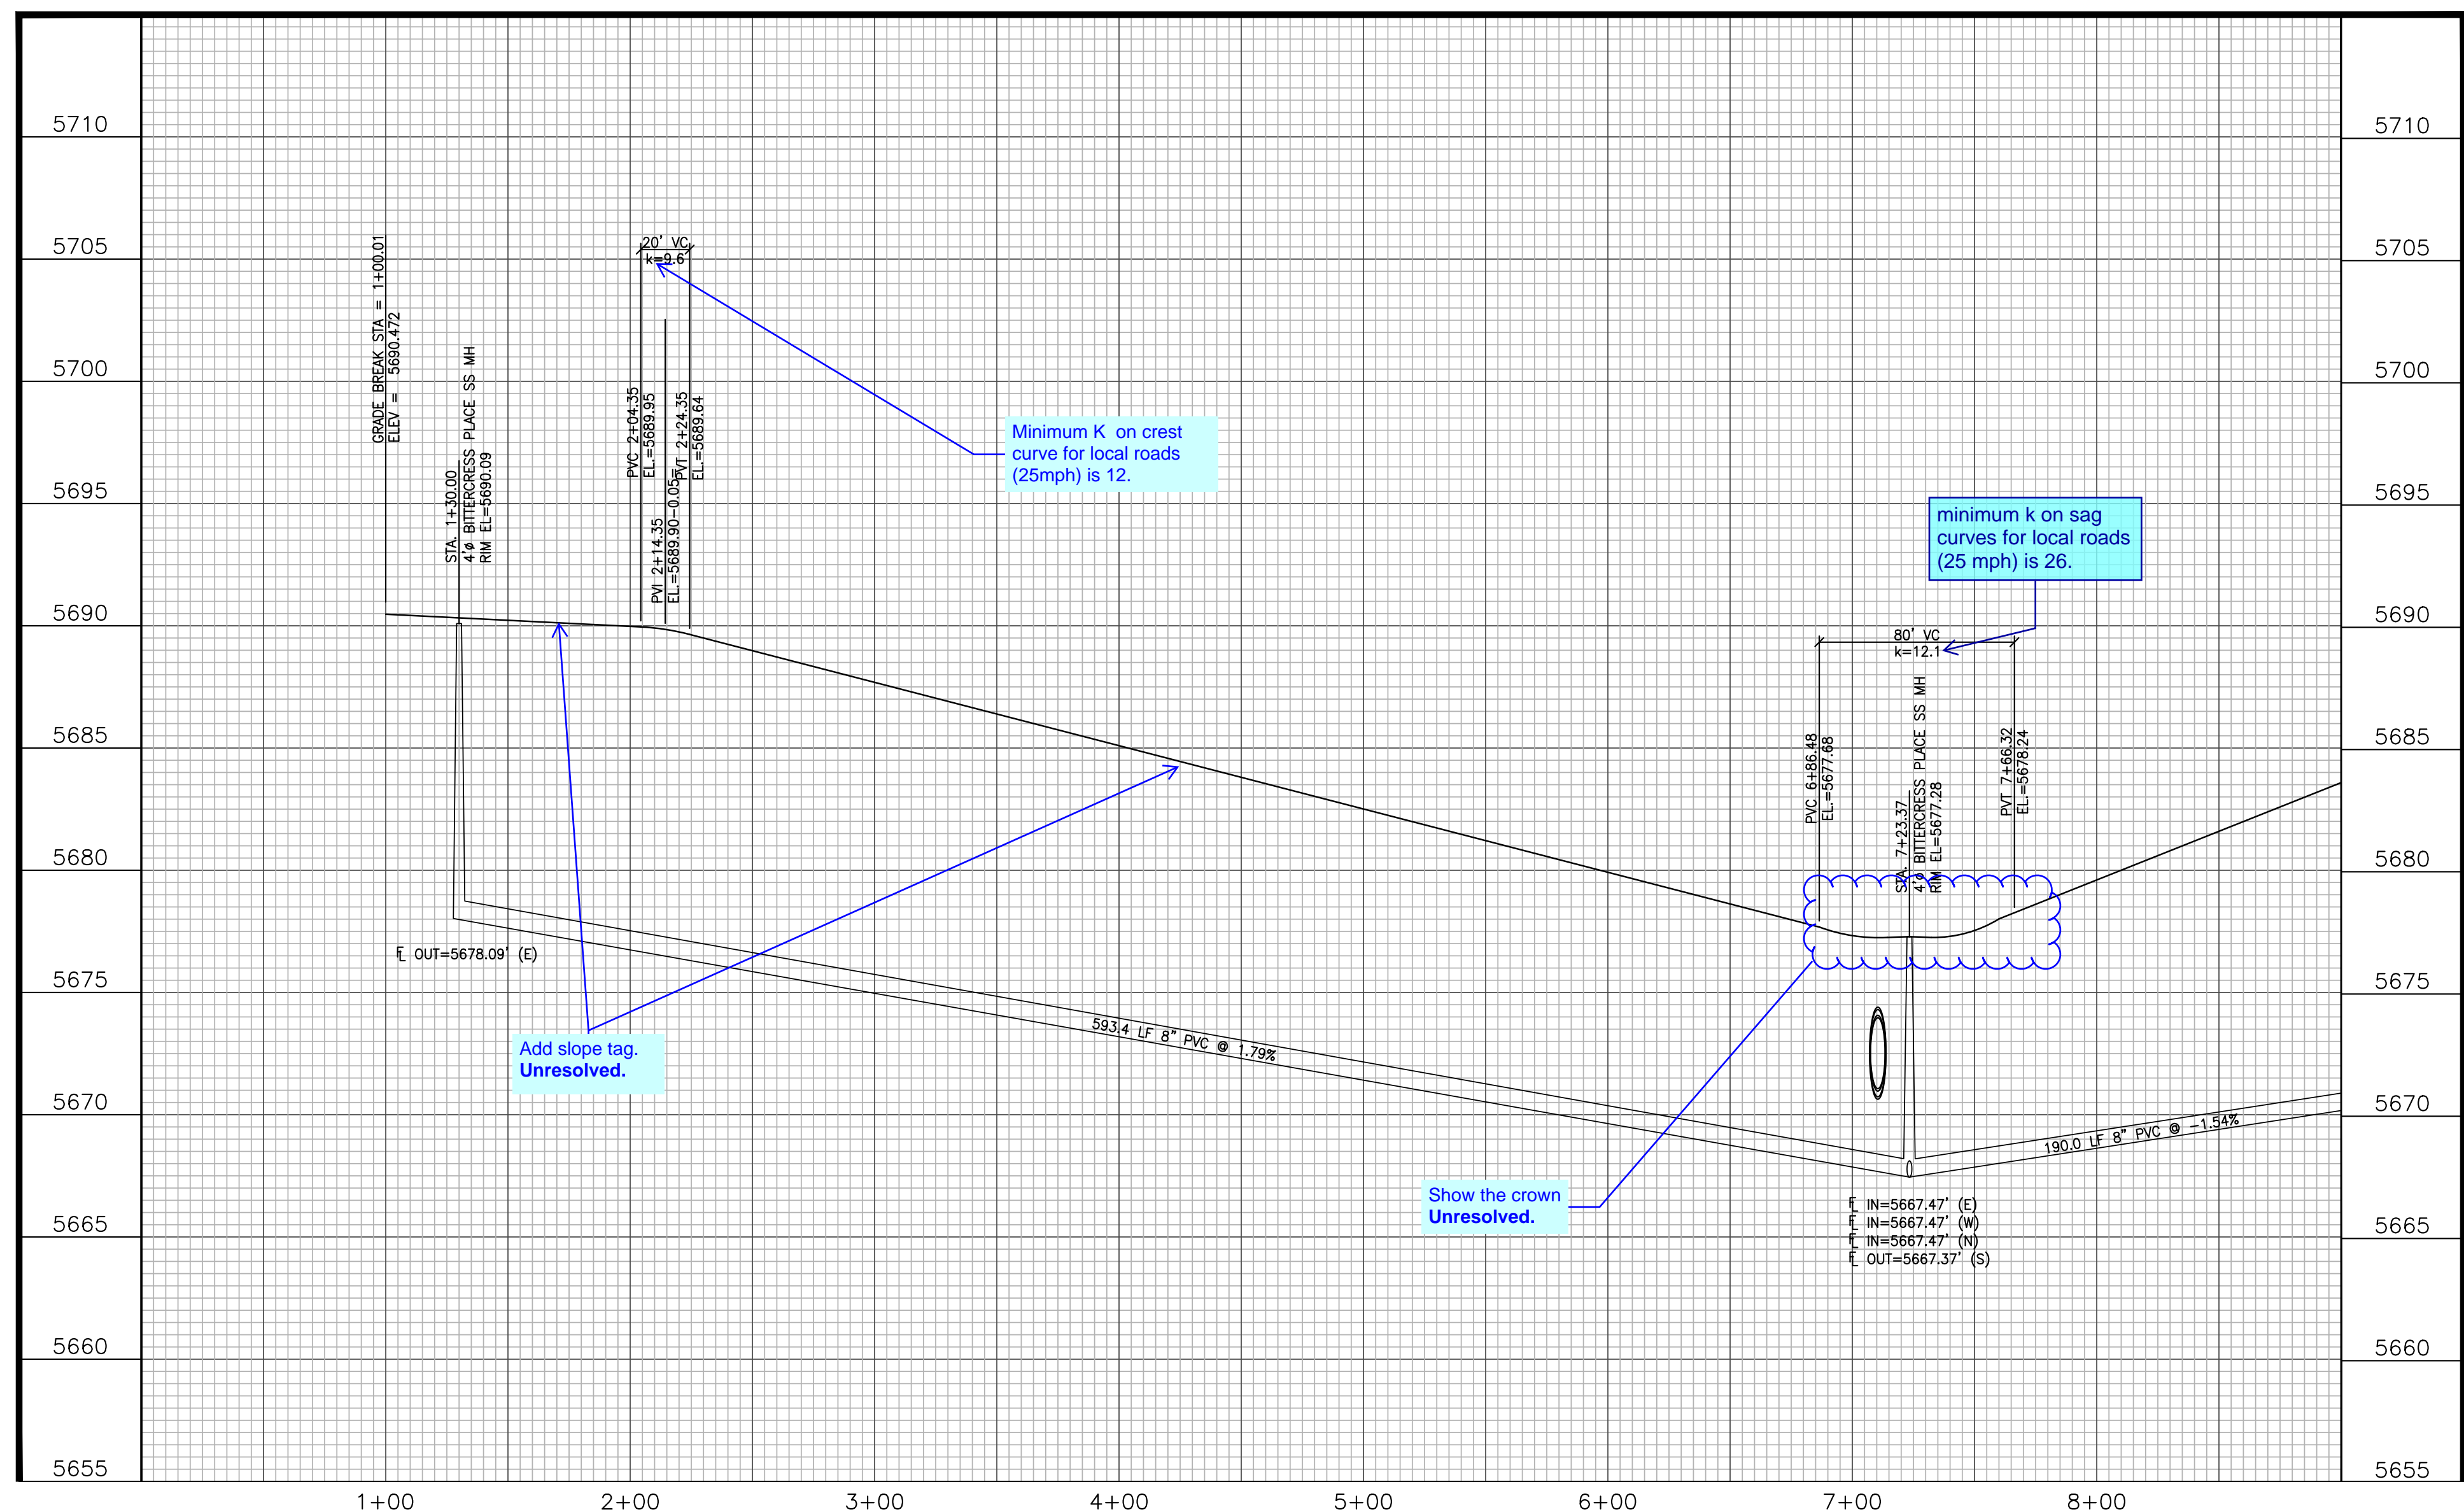 5710
5705
5700
5695
5690
5685
5680
5675
5670
5665
5660
5655
GRADE BREAK STA = 1+00.01
ELEV = 5690.472
STA. 1+30.00
4'ø BITTERCRESS PLACE SS MH
RIM EL=5690.09
20' VC
k=9.6
PVC 2+04.35
EL.=5689.95
PVI 2+14.35
EL.=5689.90-0.05=
PVT 2+24.35
EL.=5689.64
Minimum K on crest
curve for local roads
(25mph) is 12.
minimum k on sag
curves for local roads
(25 mph) is 26.
80' VC
k=12.1
PVC 6+86.48
EL.=5677.68
STA. 7+23.37
4'ø BITTERCRESS PLACE SS MH
RIM EL=5677.28
PVT 7+66.32
EL.=5678.24
FL OUT=5678.09' (E)
Add slope tag.
Unresolved.
593.4 LF 8" PVC @ 1.79%
190.0 LF 8" PVC @ -1.54%
Show the crown
Unresolved.
FL IN=5667.47' (E)
FL IN=5667.47' (W)
FL IN=5667.47' (N)
FL OUT=5667.37' (S)
5710
5705
5700
5695
5690
5685
5680
5675
5670
5665
5660
5655
1+00 2+00 3+00 4+00 5+00 6+00 7+00 8+00